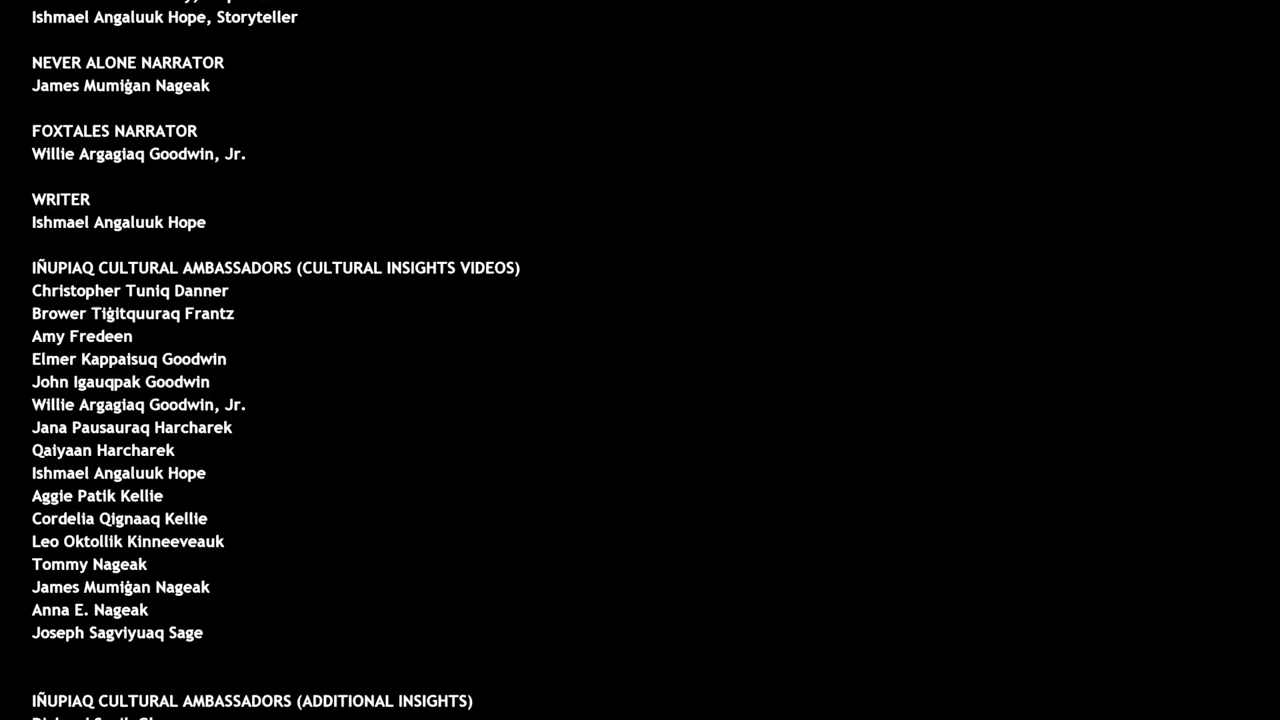 Ishmael Angaluuk Hope, Storyteller
NEVER ALONE NARRATOR
James Mumiġan Nageak
FOXTALES NARRATOR
Willie Argagiaq Goodwin, Jr.
WRITER
Ishmael Angaluuk Hope
IÑUPIAQ CULTURAL AMBASSADORS (CULTURAL INSIGHTS VIDEOS)
Christopher Tuniq Danner
Brower Tiġitquuraq Frantz
Amy Fredeen
Elmer Kappaisuq Goodwin
John Igauqpak Goodwin
Willie Argagiaq Goodwin, Jr.
Jana Pausauraq Harcharek
Qaiyaan Harcharek
Ishmael Angaluuk Hope
Aggie Patik Kellie
Cordelia Qignaaq Kellie
Leo Oktollik Kinneeveauk
Tommy Nageak
James Mumiġan Nageak
Anna E. Nageak
Joseph Sagviyuaq Sage
IÑUPIAQ CULTURAL AMBASSADORS (ADDITIONAL INSIGHTS)